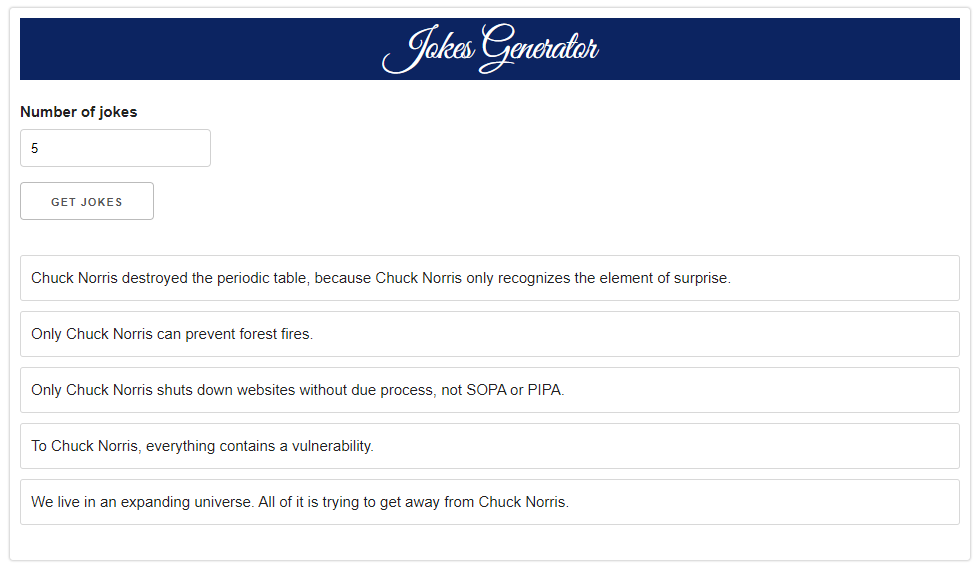 Jokes Generator
Number of jokes
5
GET JOKES
Chuck Norris destroyed the periodic table, because Chuck Norris only recognizes the element of surprise.
Only Chuck Norris can prevent forest fires.
Only Chuck Norris shuts down websites without due process, not SOPA or PIPA.
To Chuck Norris, everything contains a vulnerability.
We live in an expanding universe. All of it is trying to get away from Chuck Norris.